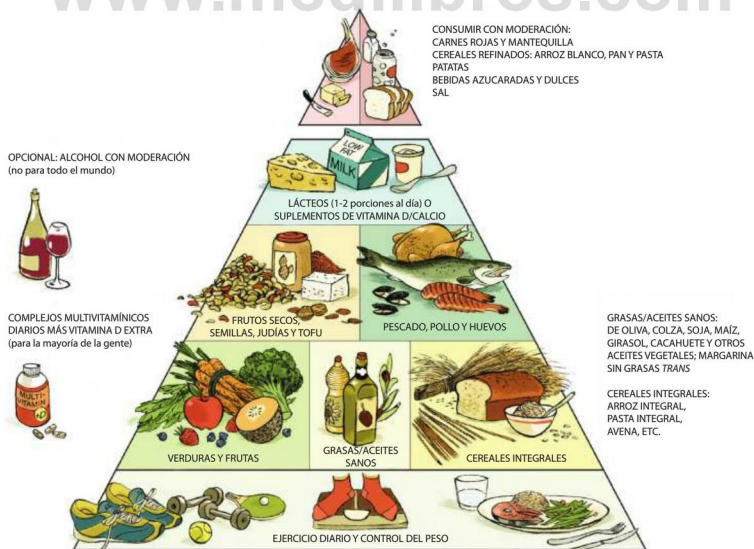 www.medilibros.com
CONSUMIR CON MODERACIÓN:
CARNES ROJAS Y MANTEQUILLA
CEREALES REFINADOS: ARROZ BLANCO, PAN Y PASTA
PATATAS
BEBIDAS AZUCARADAS Y DULCES
SAL
OPCIONAL: ALCOHOL CON MODERACIÓN
(no para todo el mundo)
LOW
FAT
MILK
LÁCTEOS (1-2 porciones al día) O
SUPLEMENTOS DE VITAMINA D/CALCIO
COMPLEJOS MULTIVITAMÍNICOS
DIARIOS MÁS VITAMINA D EXTRA
(para la mayoría de la gente)
MULTI-
VITAMIN
+D
FRUTOS SECOS,
SEMILLAS, JUDÍAS Y TOFU
PESCADO, POLLO Y HUEVOS
GRASAS/ACEITES SANOS:
DE OLIVA, COLZA, SOJA, MAÍZ,
GIRASOL, CACAHUETE Y OTROS
ACEITES VEGETALES; MARGARINA
SIN GRASAS TRANS
CEREALES INTEGRALES:
ARROZ INTEGRAL,
PASTA INTEGRAL,
AVENA, ETC.
VERDURAS Y FRUTAS
GRASAS/ACEITES
SANOS
CEREALES INTEGRALES
EJERCICIO DIARIO Y CONTROL DEL PESO